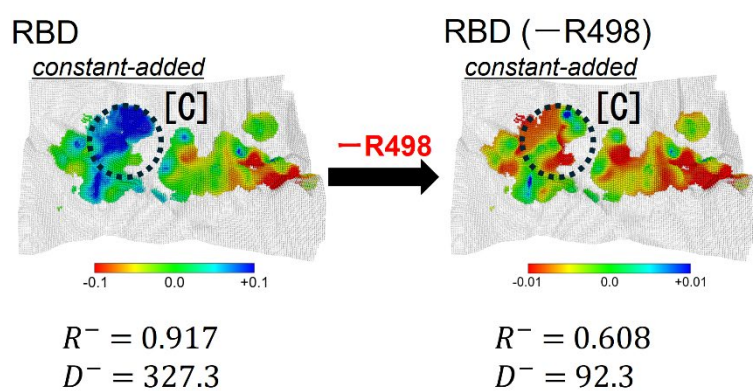 RBD
constant-added
[C]
-0.1 0.0 +0.1
R⁻ = 0.917
D⁻ = 327.3
−R498
RBD (−R498)
constant-added
[C]
-0.01 0.0 +0.01
R⁻ = 0.608
D⁻ = 92.3